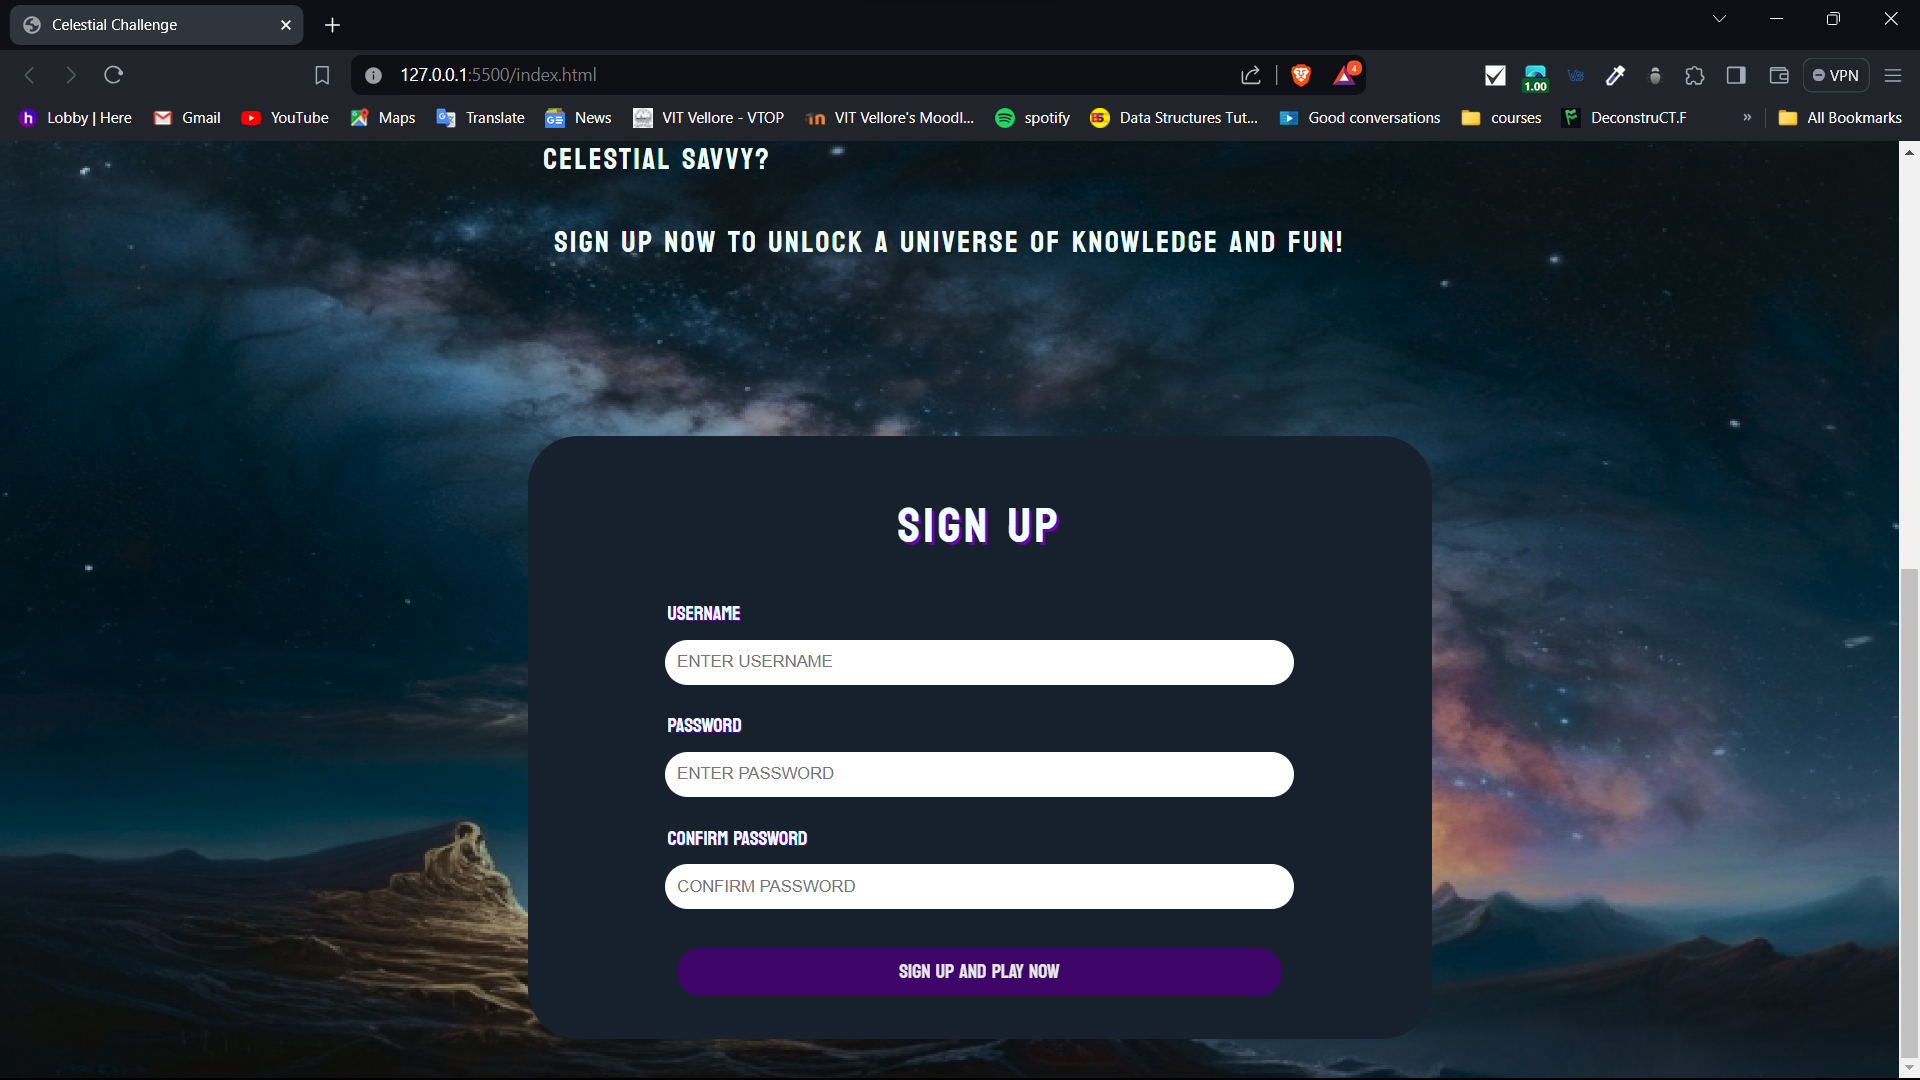 Celestial Challenge
127.0.0.1:5500/index.html
4
1.00
VPN
h Lobby | Here
Gmail
YouTube
Maps
Translate
News
VIT Vellore - VTOP
VIT Vellore's Moodl...
spotify
Data Structures Tut...
Good conversations
courses
DeconstruCT.F
»
All Bookmarks
CELESTIAL SAVVY?
SIGN UP NOW TO UNLOCK A UNIVERSE OF KNOWLEDGE AND FUN!
SIGN UP
USERNAME
ENTER USERNAME
PASSWORD
ENTER PASSWORD
CONFIRM PASSWORD
CONFIRM PASSWORD
SIGN UP AND PLAY NOW